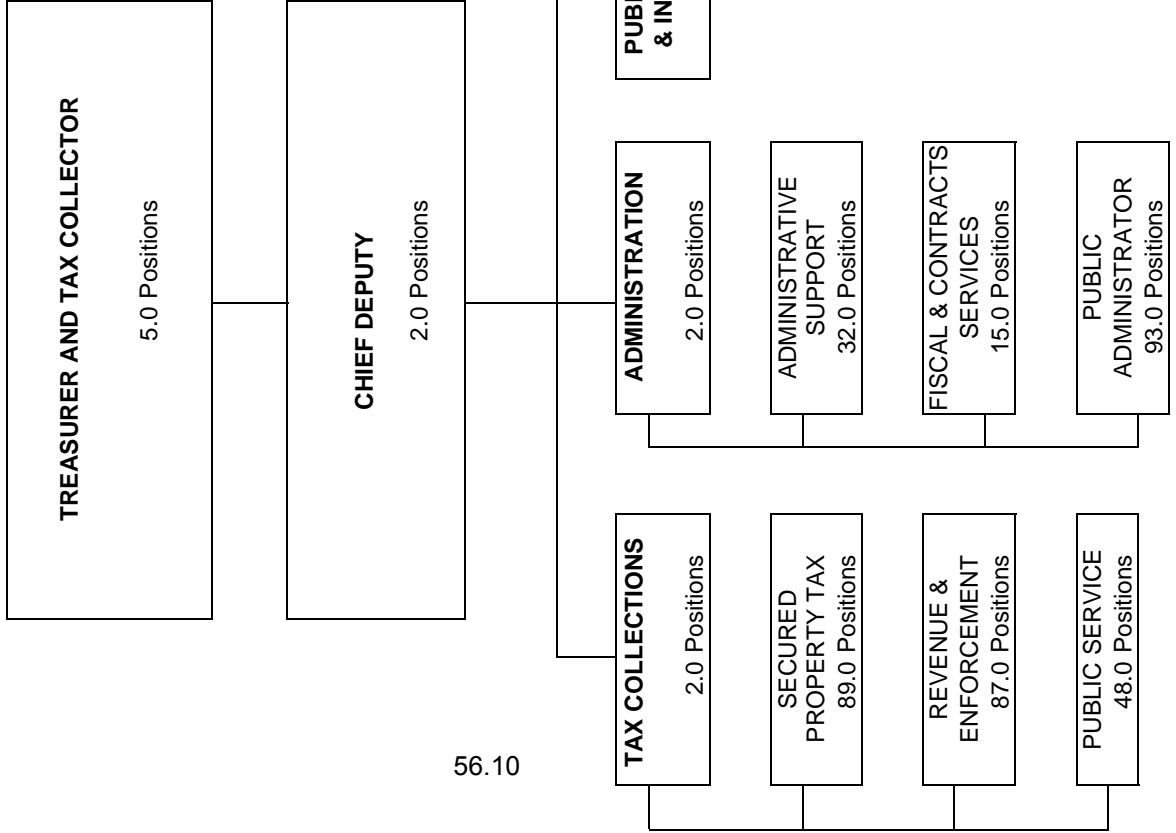 TREASURER AND TAX COLLECTOR
5.0 Positions
CHIEF DEPUTY
2.0 Positions
TAX COLLECTIONS
2.0 Positions
SECURED
PROPERTY TAX
89.0 Positions
REVENUE &
ENFORCEMENT
87.0 Positions
PUBLIC SERVICE
48.0 Positions
ADMINISTRATION
2.0 Positions
ADMINISTRATIVE
SUPPORT
32.0 Positions
FISCAL & CONTRACTS
SERVICES
15.0 Positions
PUBLIC
ADMINISTRATOR
93.0 Positions
&
56.10